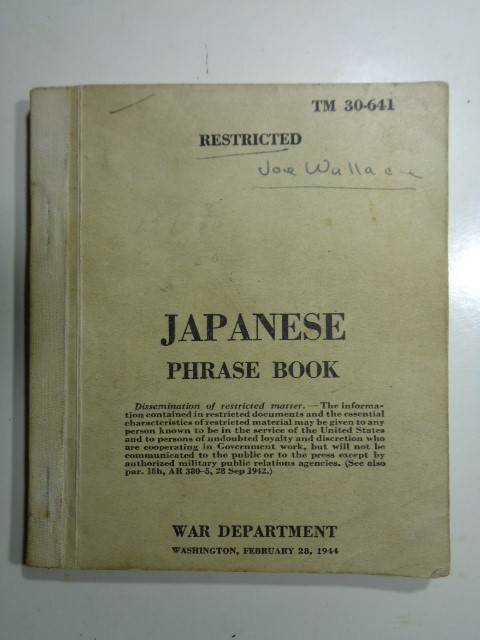 TM 30-641
RESTRICTED
Joe Wallace
JAPANESE
PHRASE BOOK
Dissemination of restricted matter.—The informa-
tion contained in restricted documents and the essential
characteristics of restricted material may be given to any
person known to be in the service of the United States
and to persons of undoubted loyalty and discretion who
are cooperating in Government work, but will not be
communicated to the public or to the press except by
authorized military public relations agencies. (See also
par. 18b, AR 380-5, 28 Sep 1942.)
WAR DEPARTMENT
WASHINGTON, FEBRUARY 28, 1944